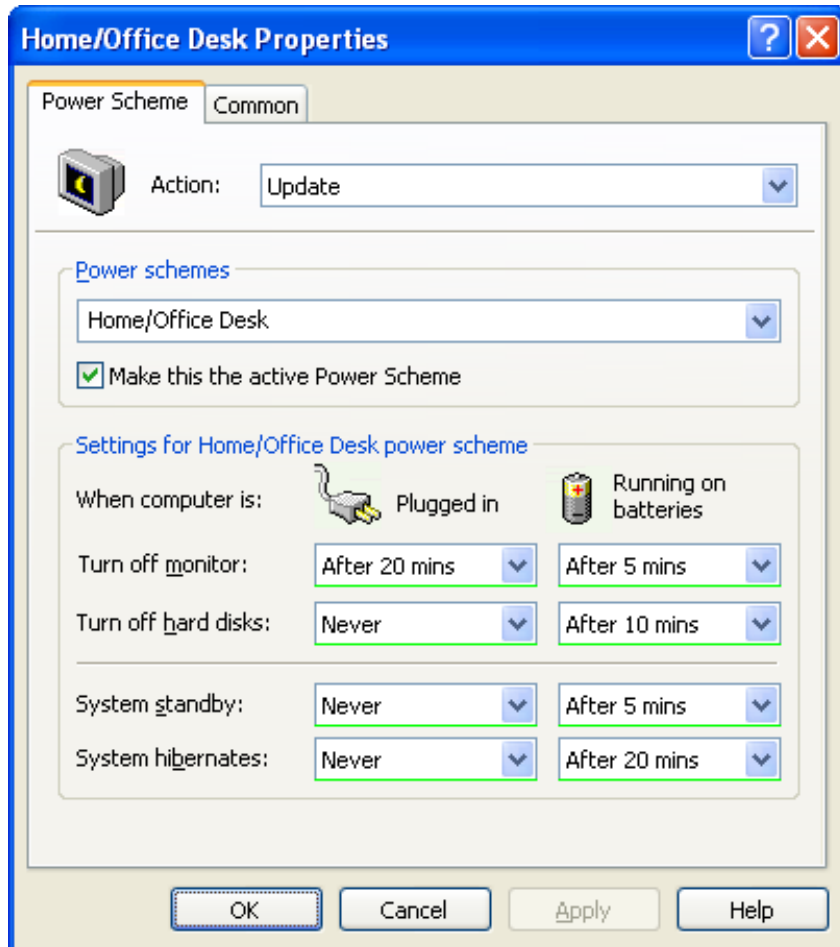 Home/Office Desk Properties
Power Scheme Common
Action: Update
Power schemes
Home/Office Desk
Make this the active Power Scheme
Settings for Home/Office Desk power scheme
When computer is: Plugged in Running on
batteries
Turn off monitor: After 20 mins After 5 mins
Turn off hard disks: Never After 10 mins
System standby: Never After 5 mins
System hibernates: Never After 20 mins
OK Cancel Apply Help